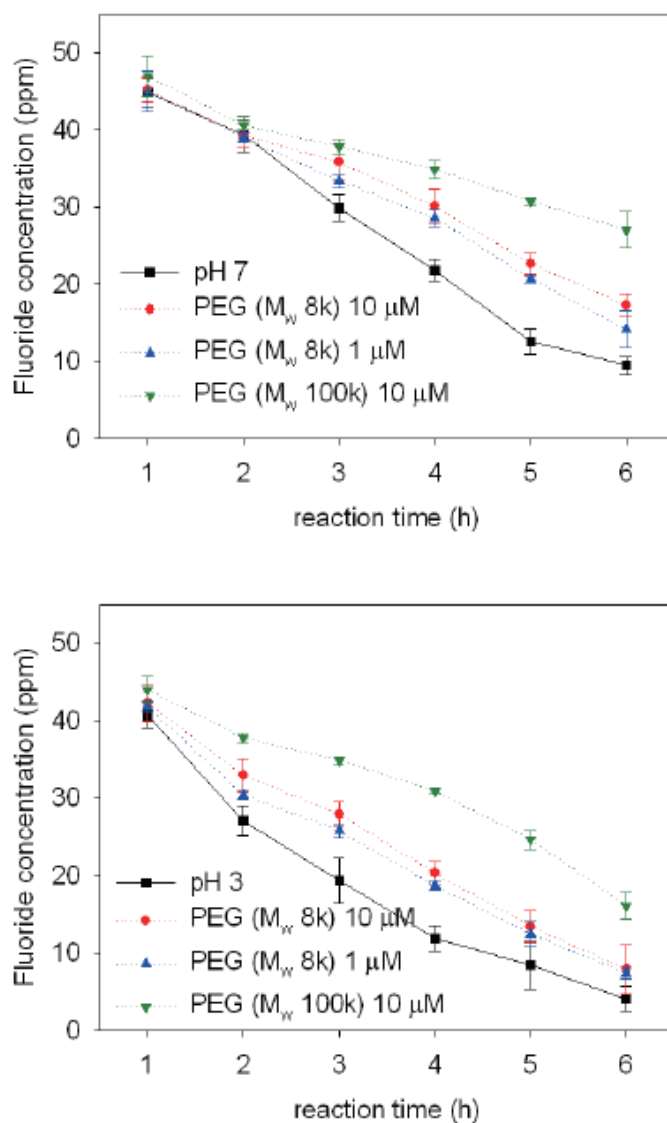 Fluoride concentration (ppm)
50
40
30
20
10
0
pH 7
PEG (Mw 8k) 10 μM
PEG (Mw 8k) 1 μM
PEG (Mw 100k) 10 μM
1 2 3 4 5 6
reaction time (h)
Fluoride concentration (ppm)
50
40
30
20
10
0
pH 3
PEG (Mw 8k) 10 μM
PEG (Mw 8k) 1 μM
PEG (Mw 100k) 10 μM
1 2 3 4 5 6
reaction time (h)